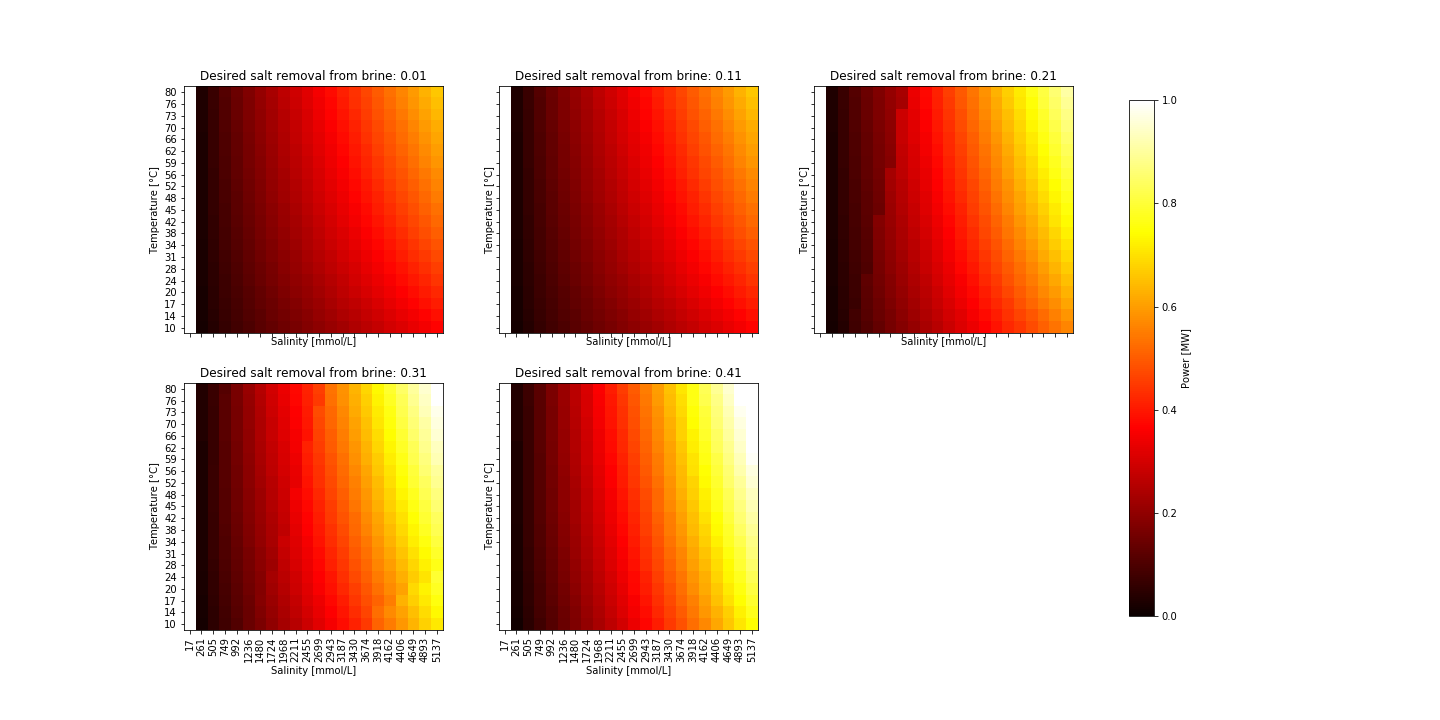 Desired salt removal from brine: 0.01
Desired salt removal from brine: 0.11
Desired salt removal from brine: 0.21
Temperature [°C]
80
76
73
70
66
62
59
56
52
48
45
42
38
34
31
28
24
20
17
14
10
Salinity [mmol/L]
Temperature [°C]
Salinity [mmol/L]
Temperature [°C]
Salinity [mmol/L]
1.0
0.8
0.6
0.4
0.2
0.0
Power [MW]
Desired salt removal from brine: 0.31
Desired salt removal from brine: 0.41
Temperature [°C]
80
76
73
70
66
62
59
56
52
48
45
42
38
34
31
28
24
20
17
14
10
17 261 505 749 992 1236 1480 1724 1968 2211 2455 2699 2943 3187 3430 3674 3918 4162 4406 4649 4893 5137
Salinity [mmol/L]
Temperature [°C]
17 261 505 749 992 1236 1480 1724 1968 2211 2455 2699 2943 3187 3430 3674 3918 4162 4406 4649 4893 5137
Salinity [mmol/L]